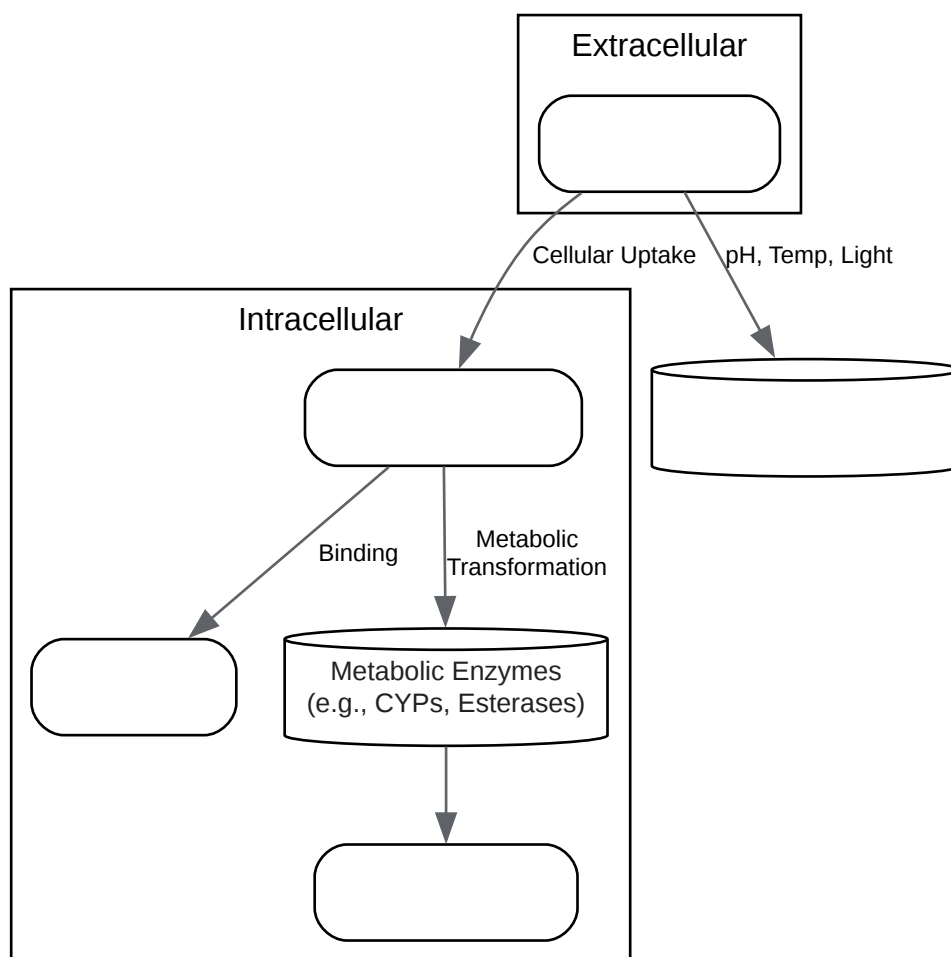 Extracellular
Cellular Uptake
pH, Temp, Light
Intracellular
Binding
Metabolic
Transformation
Metabolic Enzymes
(e.g., CYPs, Esterases)